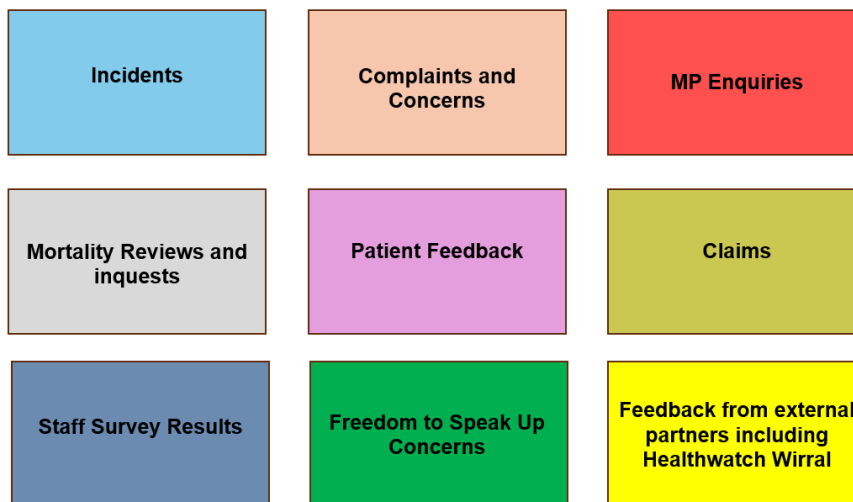 Incidents
Complaints and
Concerns
MP Enquiries
Mortality Reviews and
inquests
Patient Feedback
Claims
Staff Survey Results
Freedom to Speak Up
Concerns
Feedback from external
partners including
Healthwatch Wirral